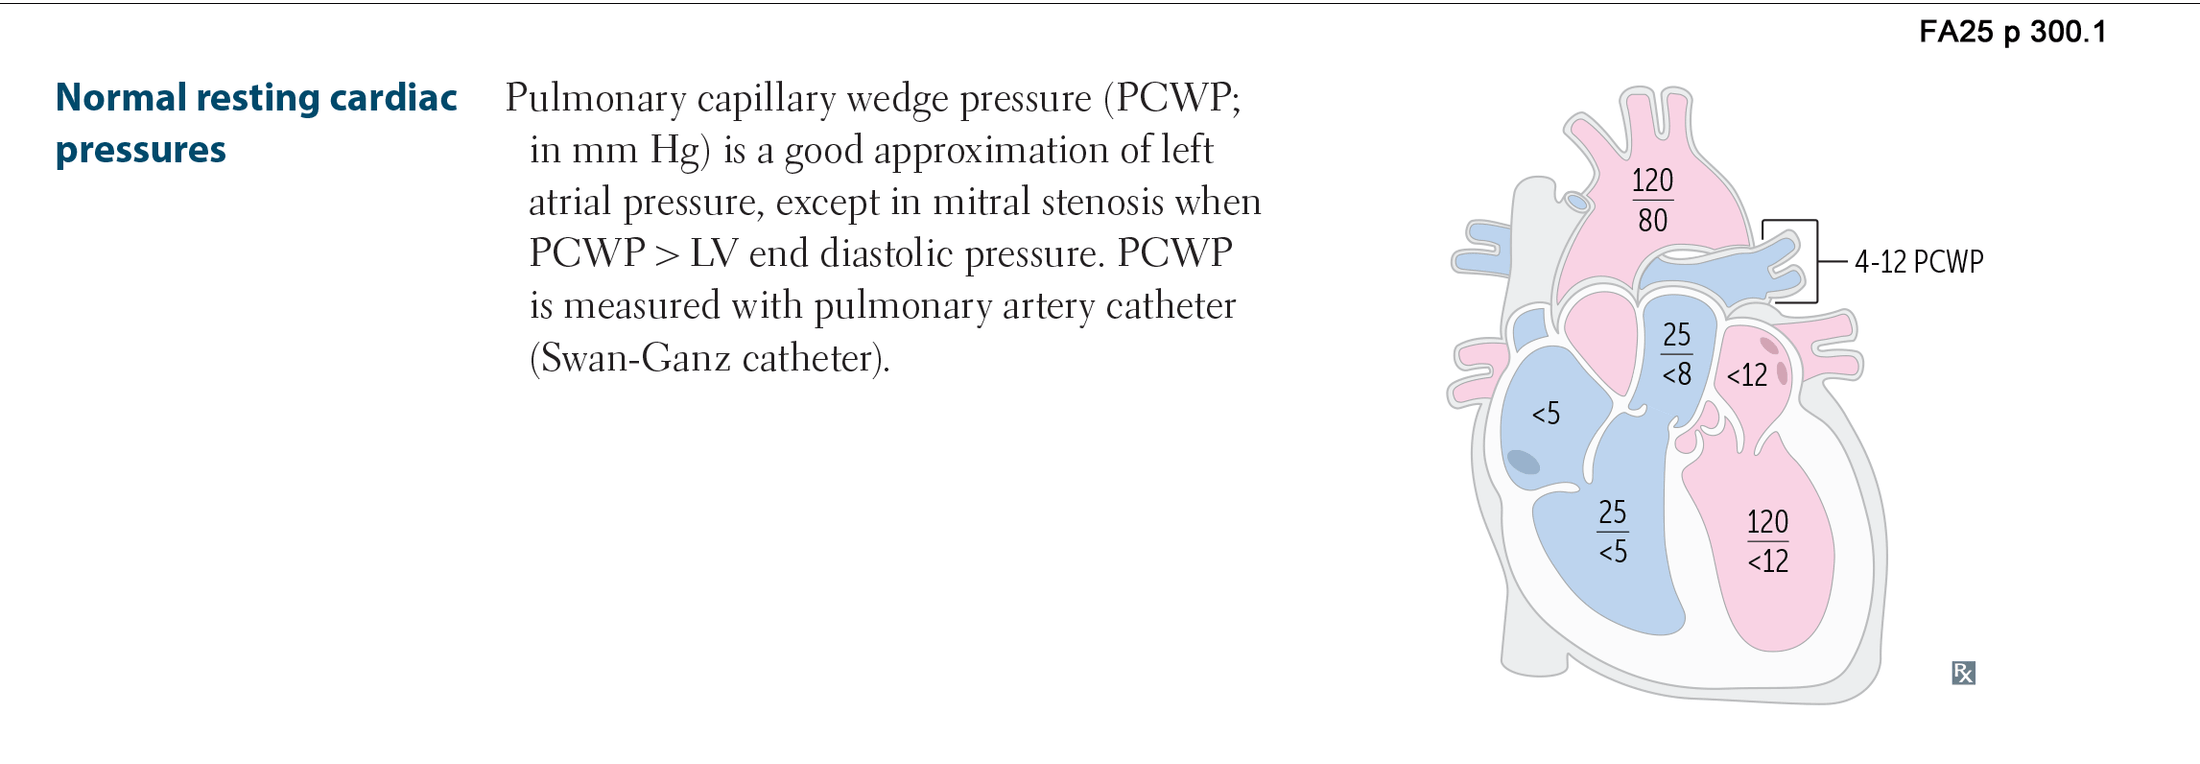 FA25 p 300.1
Normal resting cardiac
pressures
Pulmonary capillary wedge pressure (PCWP;
in mm Hg) is a good approximation of left
atrial pressure, except in mitral stenosis when
PCWP > LV end diastolic pressure. PCWP
is measured with pulmonary artery catheter
(Swan-Ganz catheter).
120
80
4-12 PCWP
25
<8
<12
<5
25
<5
120
<12
Rx